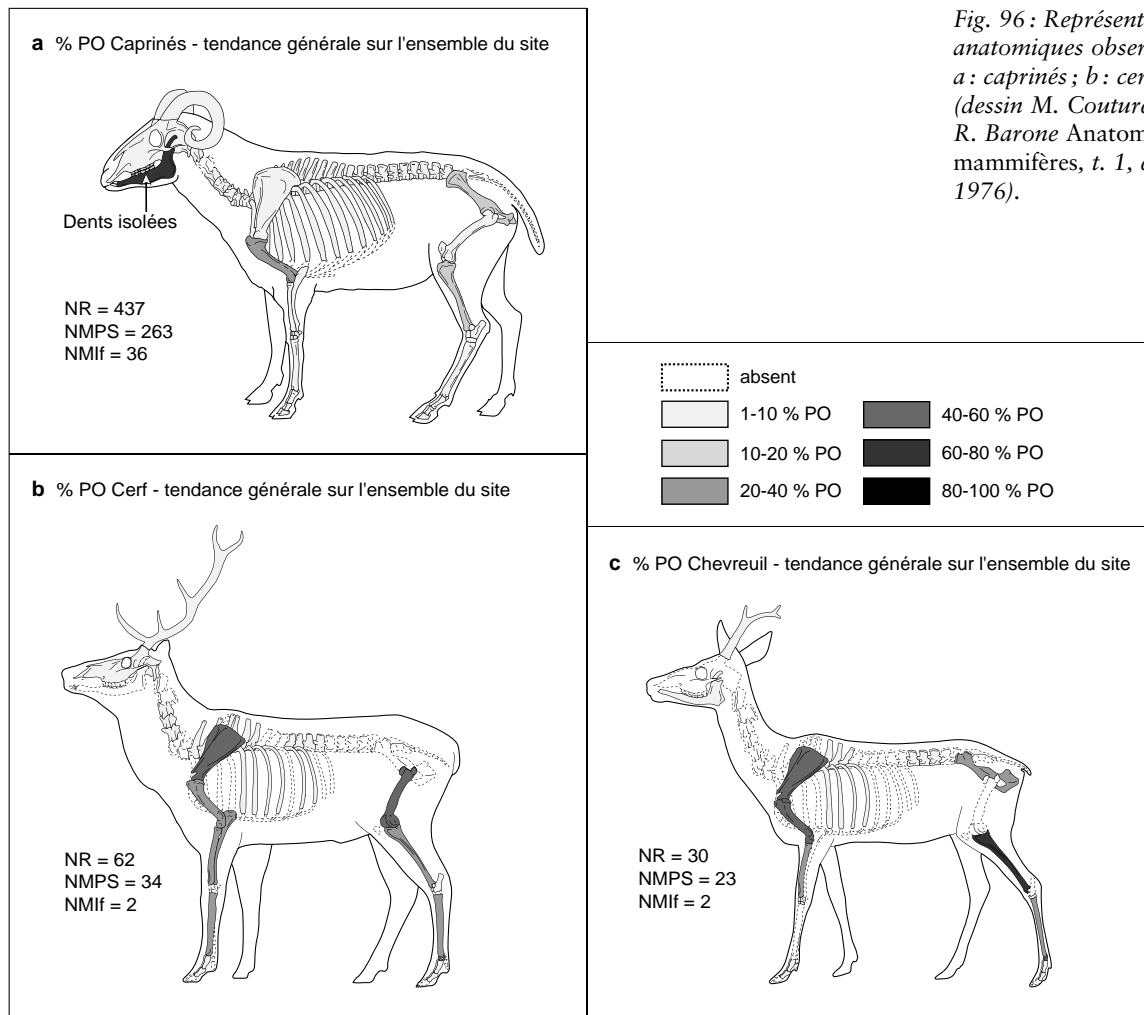 a % PO Caprinés - tendance générale sur l'ensemble du site
Dents isolées
NR = 437
NMPS = 263
NMIf = 36
Fig. 96 : Représent
anatomiques obser
a : caprinés ; b : cer
(dessin M. Coutur
R. Barone Anatom
mammifères, t. 1, 
1976).
absent
1-10 % PO
10-20 % PO
20-40 % PO
40-60 % PO
60-80 % PO
80-100 % PO
b % PO Cerf - tendance générale sur l'ensemble du site
NR = 62
NMPS = 34
NMIf = 2
c % PO Chevreuil - tendance générale sur l'ensemble du site
NR = 30
NMPS = 23
NMIf = 2